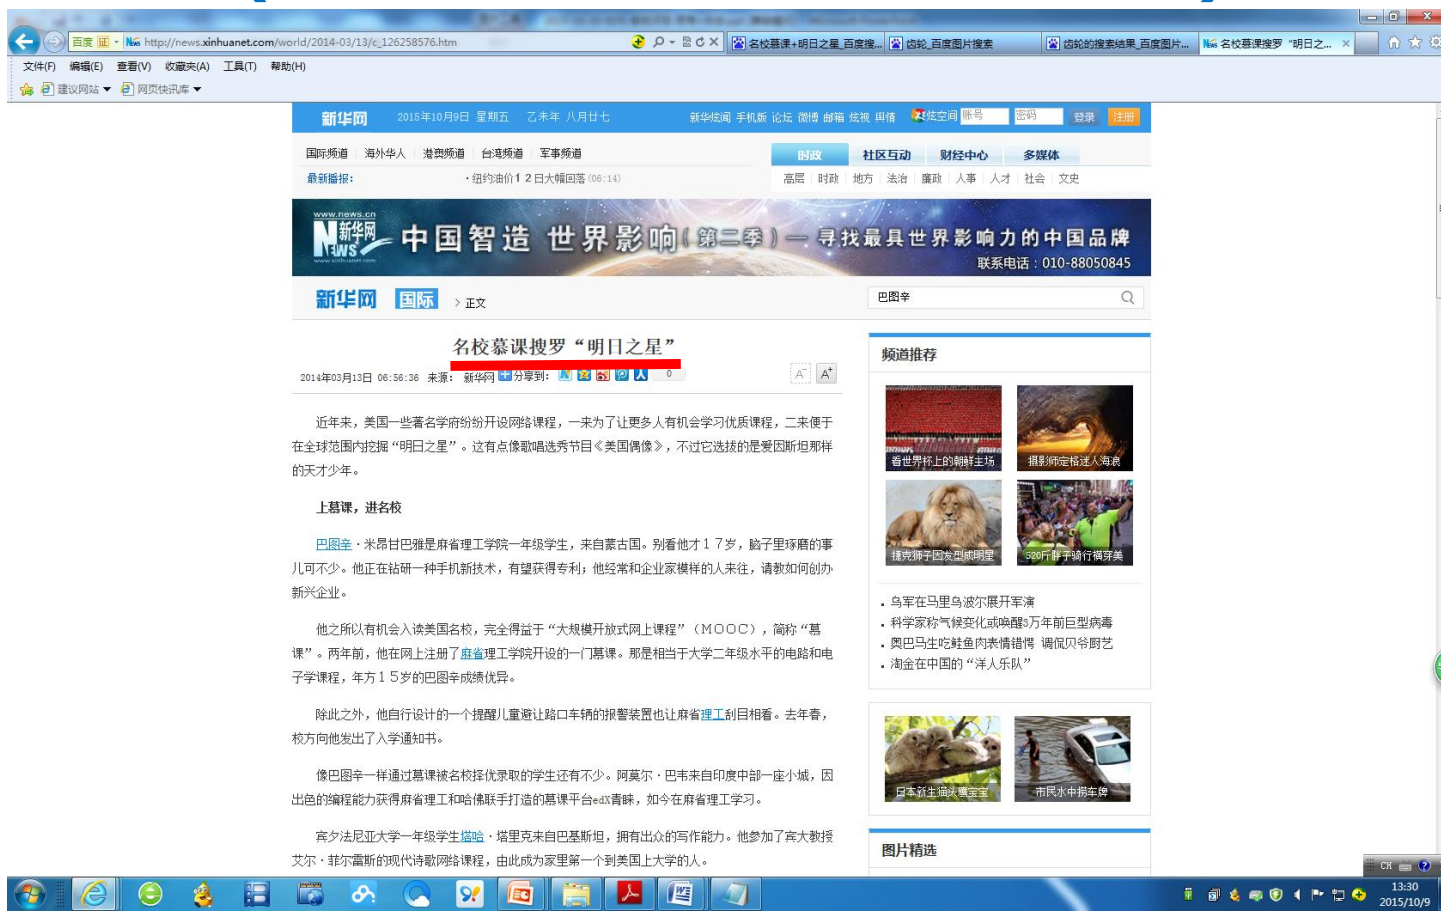 百度 证 http://news.xinhuanet.com/world/2014-03/13/c_126258576.htm
名校慕课+明日之星_百度搜...
齿轮_百度图片搜索
齿轮的搜索结果_百度图片...
名校慕课搜罗“明日之...
文件(F) 编辑(E) 查看(V) 收藏夹(A) 工具(T) 帮助(H)
建议网站 网页快讯库
新华网 2015年10月9日 星期五 乙未年 八月廿七 新华炫闻 手机版 论坛 微博 邮箱 炫视 舆情 炫空间 账号 密码 登录 注册
国际频道 海外华人 港澳频道 台湾频道 军事频道
时政 社区互动 财经中心 多媒体
最新播报: ·纽约油价12日大幅回落(06:14)
高层 时政 地方 法治 廉政 人事 人才 社会 文史
www.news.cn
新华网
NEWS
www.xinhuanet.com
中国智造 世界影响(第二季)— 寻找最具世界影响力的中国品牌
联系电话：010-88050845
新华网 国际 > 正文
巴图辛
名校慕课搜罗“明日之星”
2014年03月13日 06:56:36 来源： 新华网 分享到： 0
A- A+
近年来，美国一些著名学府纷纷开设网络课程，一来为了让更多人有机会学习优质课程，二来便于
在全球范围内挖掘“明日之星”。这有点像歌唱选秀节目《美国偶像》，不过它选拔的是爱因斯坦那样
的天才少年。
上慕课，进名校
巴图辛·米昂甘巴雅是麻省理工学院一年级学生，来自蒙古国。别看他才１７岁，脑子里琢磨的事
儿可不少。他正在钻研一种手机新技术，有望获得专利；他经常和企业家模样的人来往，请教如何创办
新兴企业。
他之所以有机会入读美国名校，完全得益于“大规模开放式网上课程”（ＭＯＯＣ），简称“慕
课”。两年前，他在网上注册了麻省理工学院开设的一门慕课。那是相当于大学二年级水平的电路和电
子学课程，年方１５岁的巴图辛成绩优异。
除此之外，他自行设计的一个提醒儿童避让路口车辆的报警装置也让麻省理工刮目相看。去年春，
校方向他发出了入学通知书。
像巴图辛一样通过慕课被名校择优录取的学生还有不少。阿莫尔·巴韦来自印度中部一座小城，因
出色的编程能力获得麻省理工和哈佛联手打造的慕课平台edX青睐，如今在麻省理工学习。
宾夕法尼亚大学一年级学生塔哈·塔里克来自巴基斯坦，拥有出众的写作能力。他参加了宾大教授
艾尔·菲尔雷斯的现代诗歌网络课程，由此成为家里第一个到美国上大学的人。
频道推荐
看世界杯上的朝鲜主场
摄影师定格迷人海浪
捷克狮子因发型成明星
520斤胖子骑行横穿美
乌军在马里乌波尔展开军演
科学家称气候变化或唤醒3万年前巨型病毒
奥巴马生吃鲑鱼肉表情错愕 调侃贝爷厨艺
淘金在中国的“洋人乐队”
日本新生猫头鹰宝宝
市民水中捞车牌
图片精选
CH
13:30
2015/10/9